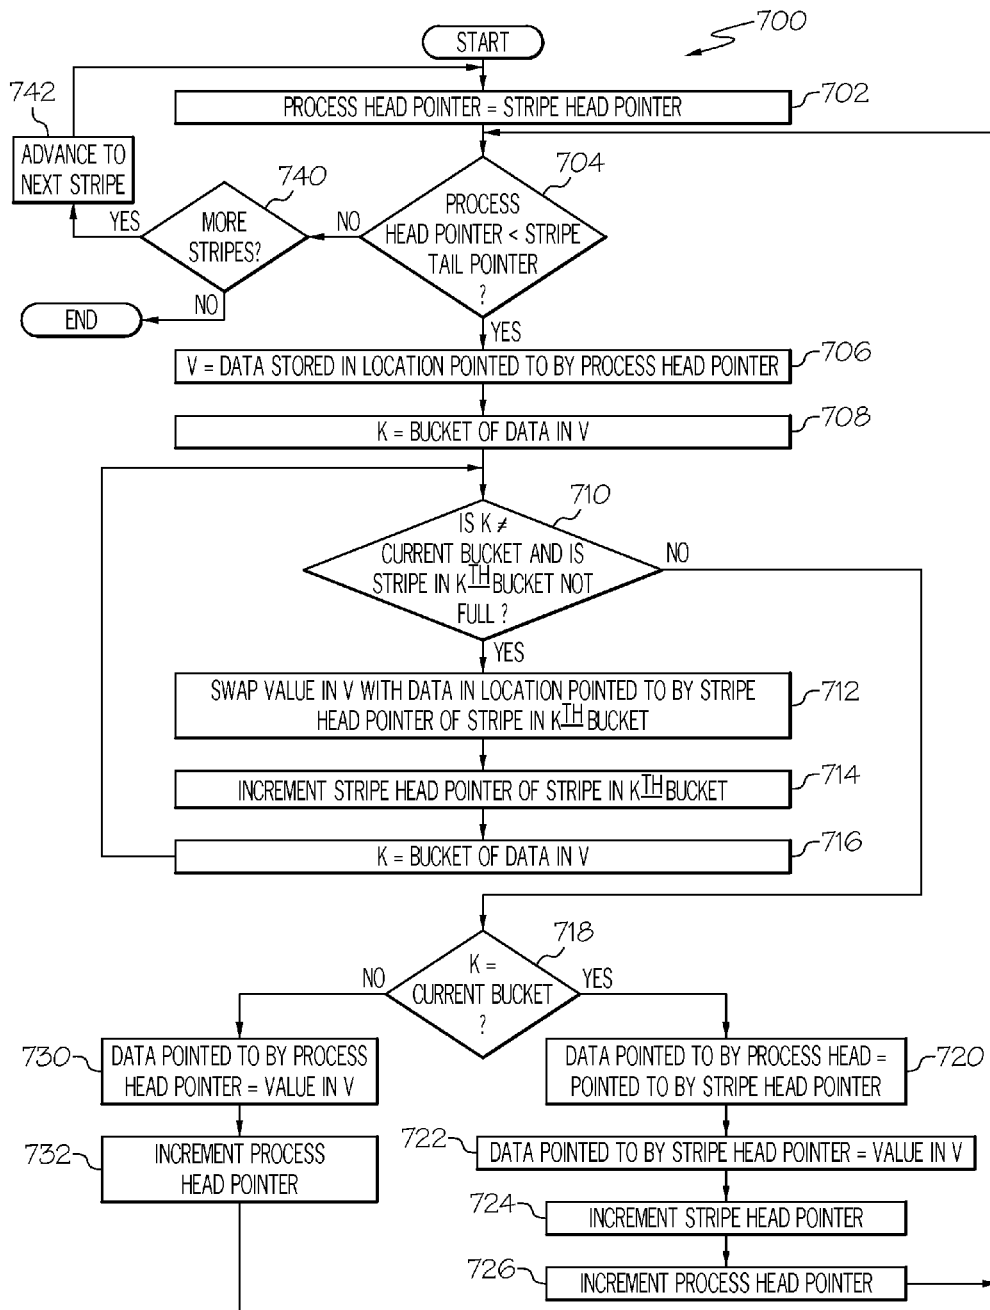 700
START
742
PROCESS HEAD POINTER = STRIPE HEAD POINTER
702
ADVANCE TO
NEXT STRIPE
740
704
YES
MORE
STRIPES?
NO
PROCESS
HEAD POINTER < STRIPE
TAIL POINTER
?
NO
END
YES
V = DATA STORED IN LOCATION POINTED TO BY PROCESS HEAD POINTER
706
K = BUCKET OF DATA IN V
708
710
IS K ≠
CURRENT BUCKET AND IS
STRIPE IN KTH BUCKET NOT
FULL ?
NO
YES
SWAP VALUE IN V WITH DATA IN LOCATION POINTED TO BY STRIPE
HEAD POINTER OF STRIPE IN KTH BUCKET
712
INCREMENT STRIPE HEAD POINTER OF STRIPE IN KTH BUCKET
714
K = BUCKET OF DATA IN V
716
718
K =
CURRENT BUCKET
?
NO
YES
730
DATA POINTED TO BY PROCESS
HEAD POINTER = VALUE IN V
DATA POINTED TO BY PROCESS HEAD =
POINTED TO BY STRIPE HEAD POINTER
720
732
INCREMENT PROCESS
HEAD POINTER
722
DATA POINTED TO BY STRIPE HEAD POINTER = VALUE IN V
724
INCREMENT STRIPE HEAD POINTER
726
INCREMENT PROCESS HEAD POINTER